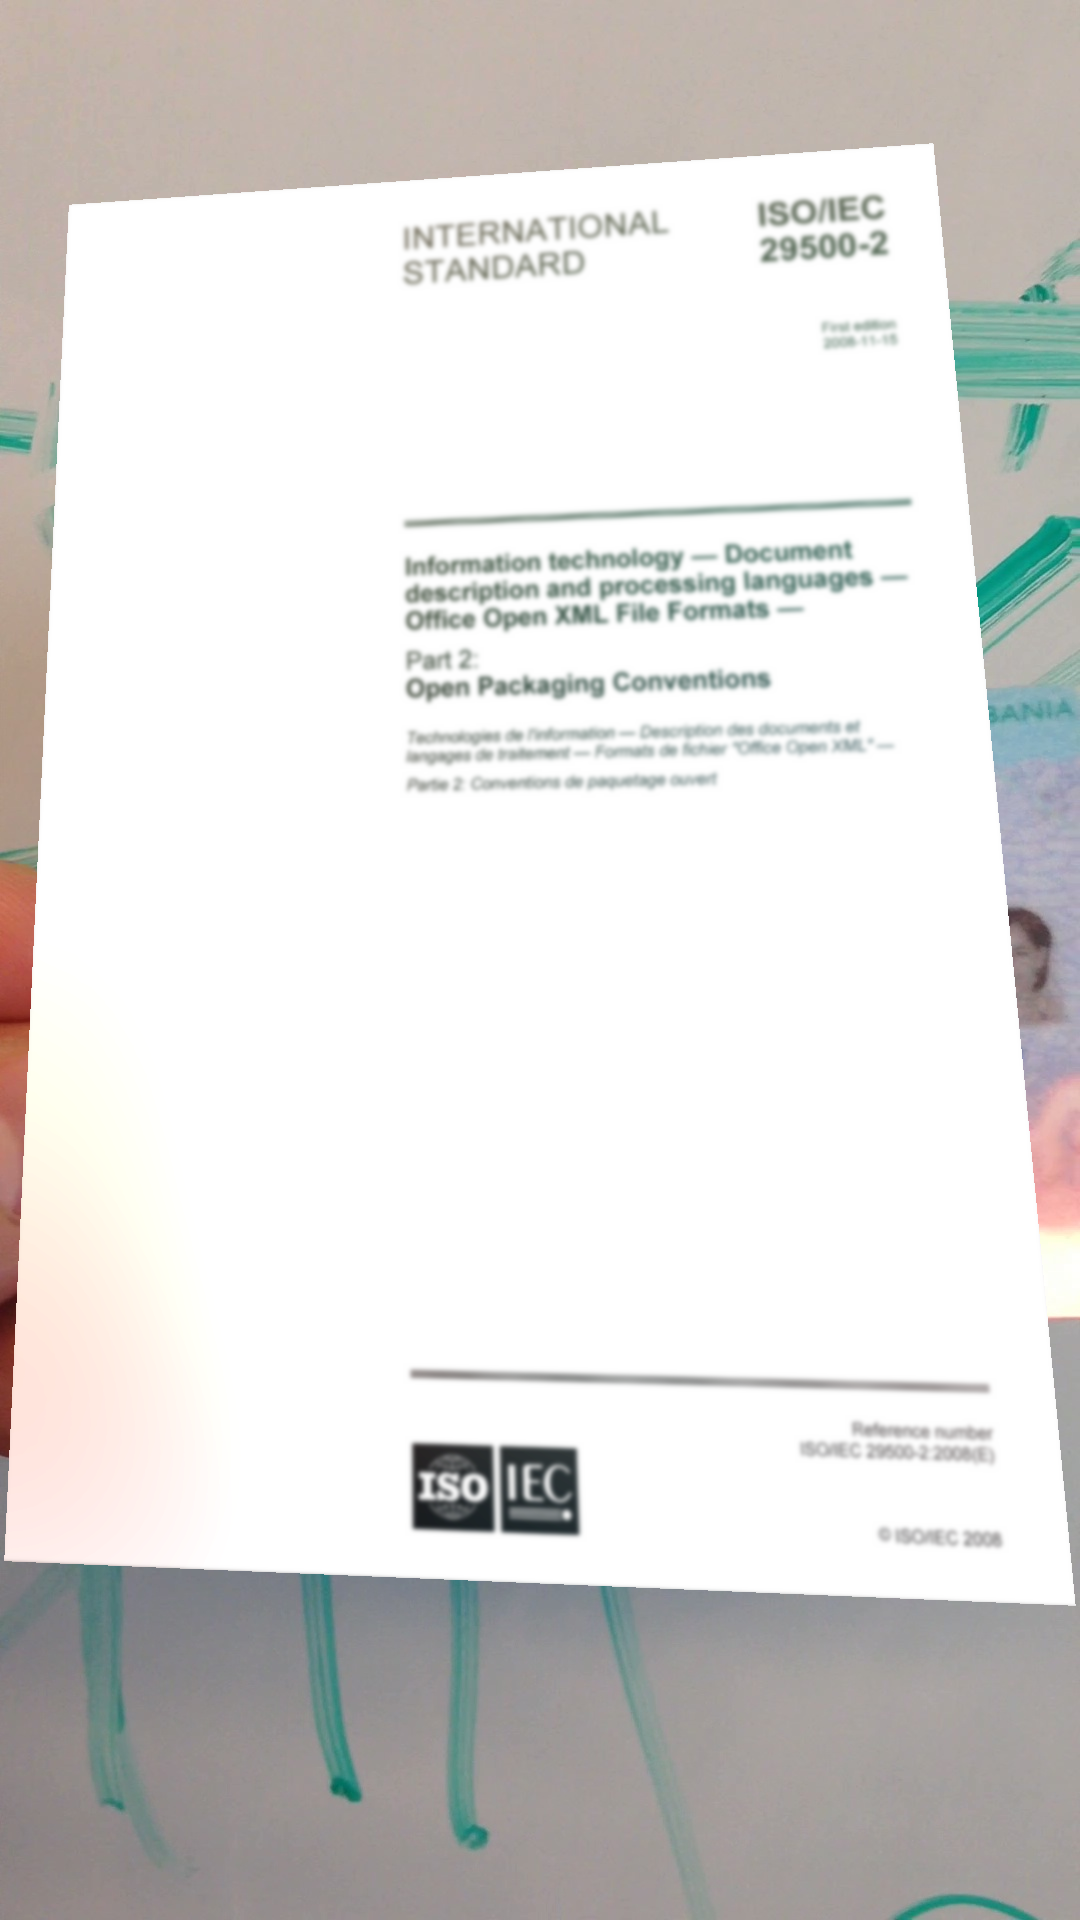 INTERNATIONAL
STANDARD
ISO/IEC
29500-2
First edition
2008-11-15
Information technology — Document
description and processing languages —
Office Open XML File Formats —
Part 2:
Open Packaging Conventions
Technologies de l'information — Description des documents et
langages de traitement — Formats de fichier "Office Open XML" —
Partie 2: Conventions de paquetage ouvert
BANIA
Reference number
ISO/IEC 29500-2:2008(E)
ISO IEC
© ISO/IEC 2008